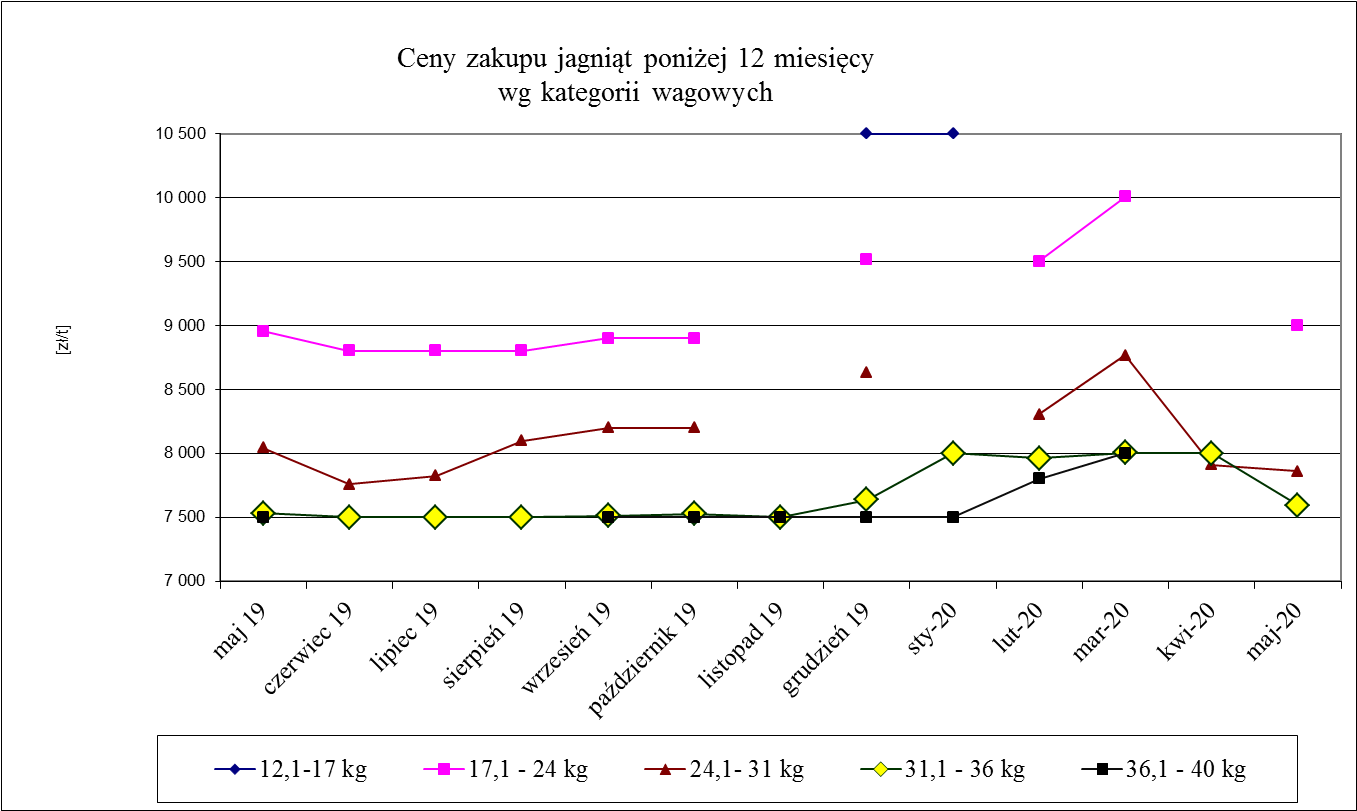 Ceny zakupu jagniąt poniżej 12 miesięcy
wg kategorii wagowych
[zł/t]
10 500
10 000
9 500
9 000
8 500
8 000
7 500
7 000
maj 19
czerwiec 19
lipiec 19
sierpień 19
wrzesień 19
październik 19
listopad 19
grudzień 19
sty-20
lut-20
mar-20
kwi-20
maj-20
12,1-17 kg
17,1 - 24 kg
24,1- 31 kg
31,1 - 36 kg
36,1 - 40 kg